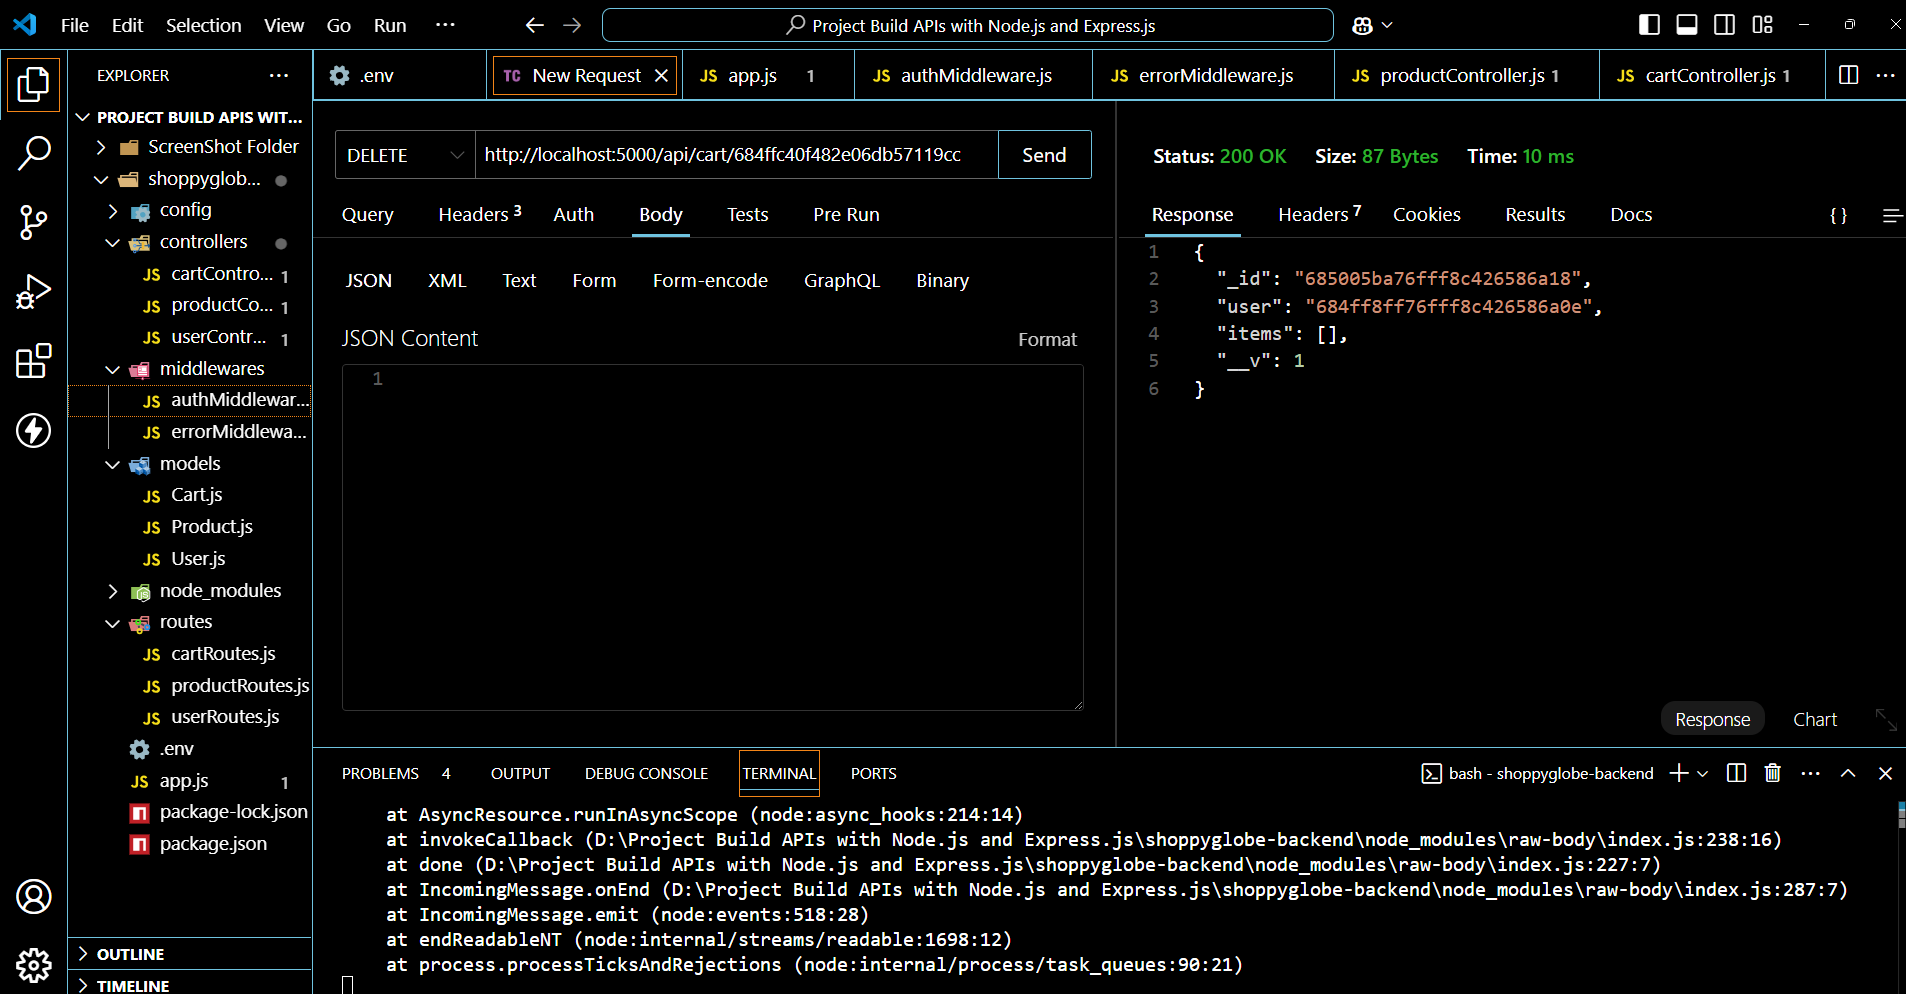 File Edit Selection View Go Run ···
Project Build APIs with Node.js and Express.js
EXPLORER ···
PROJECT BUILD APIS WIT...
ScreenShot Folder
shoppyglob...
config
controllers
JS cartContro... 1
JS productCo... 1
JS userContr... 1
middlewares
JS authMiddlewar...
JS errorMiddlewa...
models
JS Cart.js
JS Product.js
JS User.js
node_modules
routes
JS cartRoutes.js
JS productRoutes.js
JS userRoutes.js
.env
JS app.js 1
package-lock.json
package.json
OUTLINE
TIMELINE
.env
TC New Request
JS app.js 1
JS authMiddleware.js
JS errorMiddleware.js
JS productController.js 1
JS cartController.js 1
DELETE http://localhost:5000/api/cart/684ffc40f482e06db57119cc Send
Query Headers 3 Auth Body Tests Pre Run
JSON XML Text Form Form-encode GraphQL Binary
JSON Content Format
1
Status: 200 OK Size: 87 Bytes Time: 10 ms
Response Headers 7 Cookies Results Docs { }
1 {
2 "_id": "685005ba76fff8c426586a18",
3 "user": "684ff8ff76fff8c426586a0e",
4 "items": [],
5 "__v": 1
6 }
Response Chart
PROBLEMS 4 OUTPUT DEBUG CONSOLE TERMINAL PORTS
bash - shoppyglobe-backend
at AsyncResource.runInAsyncScope (node:async_hooks:214:14)
at invokeCallback (D:\Project Build APIs with Node.js and Express.js\shoppyglobe-backend\node_modules\raw-body\index.js:238:16)
at done (D:\Project Build APIs with Node.js and Express.js\shoppyglobe-backend\node_modules\raw-body\index.js:227:7)
at IncomingMessage.onEnd (D:\Project Build APIs with Node.js and Express.js\shoppyglobe-backend\node_modules\raw-body\index.js:287:7)
at IncomingMessage.emit (node:events:518:28)
at endReadableNT (node:internal/streams/readable:1698:12)
at process.processTicksAndRejections (node:internal/process/task_queues:90:21)